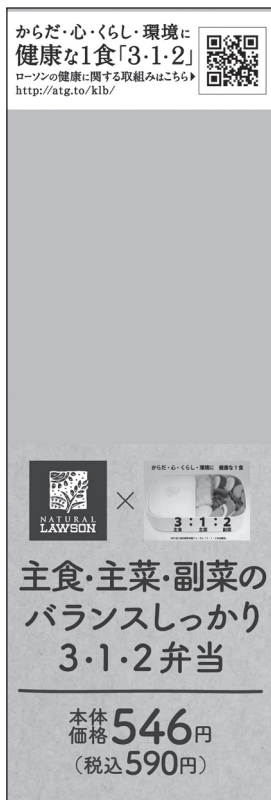 からだ・心・くらし・環境に
健康な1食「3・1・2」
ローソンの健康に関する取組みはこちら▶
http://atg.to/klb/
NATURAL
LAWSON
×
からだ・心・くらし・環境に 健康な1食
3:1:2
主食 主菜 副菜
主食・主菜・副菜の
バランスしっかり
3・1・2弁当
本体
価格546円
(税込590円)